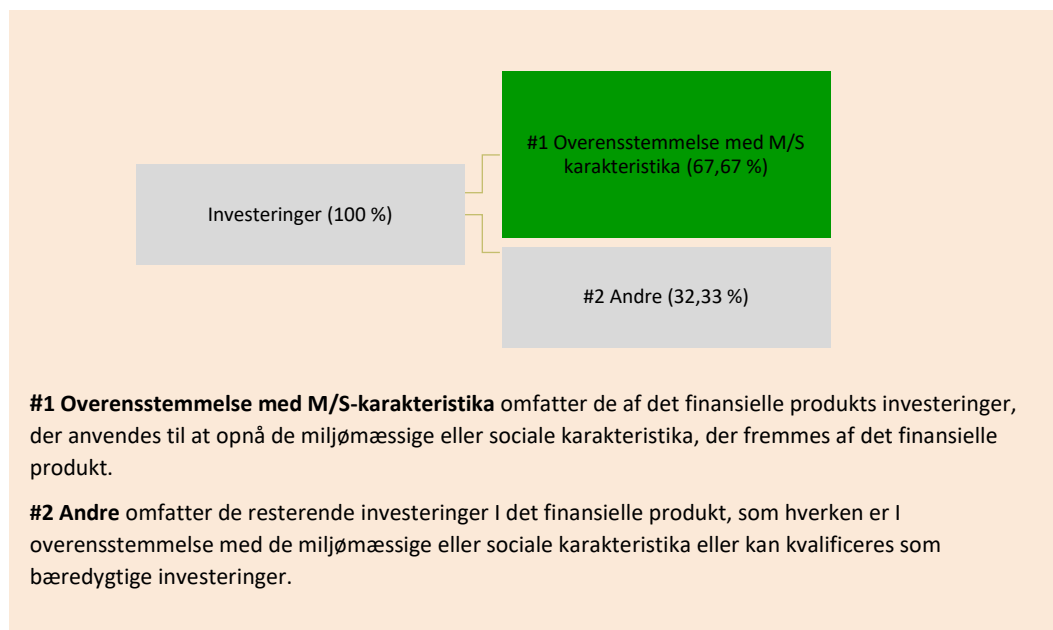 #1 Overensstemmelse med M/S
karakteristika (67,67 %)
Investeringer (100 %)
#2 Andre (32,33 %)
#1 Overensstemmelse med M/S-karakteristika omfatter de af det finansielle produkts investeringer,
der anvendes til at opnå de miljømæssige eller sociale karakteristika, der fremmes af det finansielle
produkt.
#2 Andre omfatter de resterende investeringer I det finansielle produkt, som hverken er I
overensstemmelse med de miljømæssige eller sociale karakteristika eller kan kvalificeres som
bæredygtige investeringer.